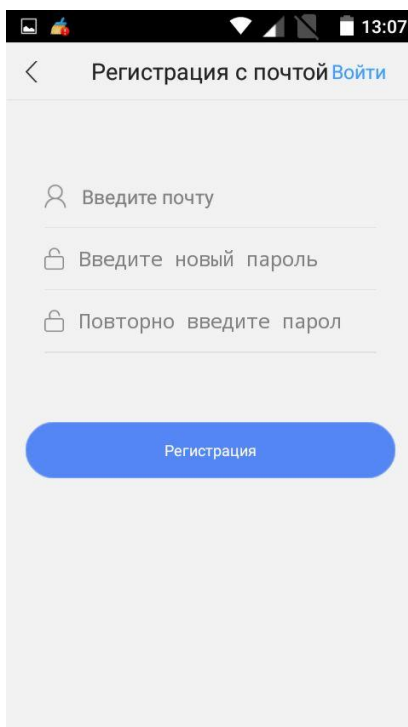 13:07
Регистрация с почтой Войти
Введите почту
Введите новый пароль
Повторно введите парол
Регистрация